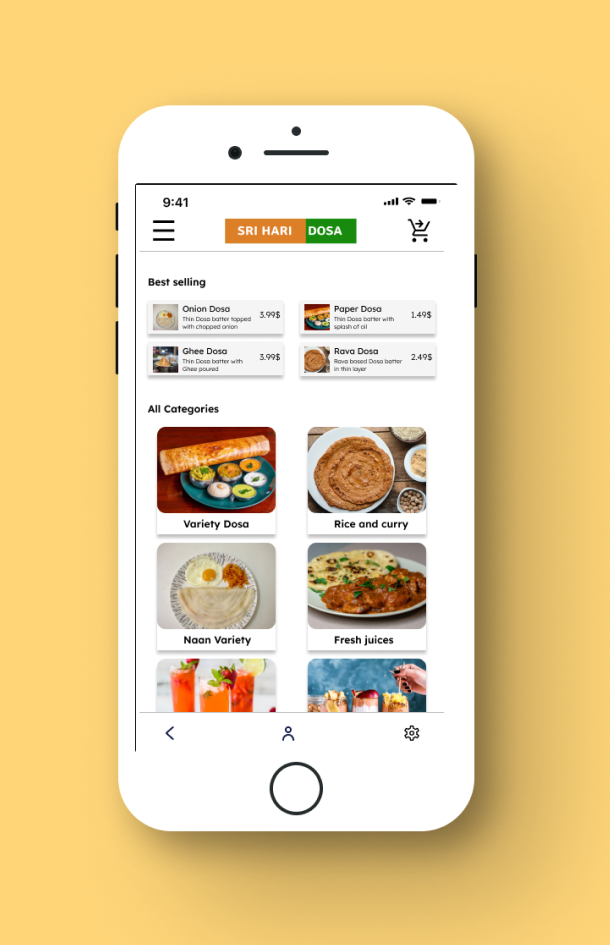 9:41
SRI HARI DOSA
Best selling
Onion Dosa
Thin Dosa batter topped
with chopped onion
3.99$
Paper Dosa
Thin Dosa batter with
splash of oil
1.49$
Ghee Dosa
Thin Dosa batter with
Ghee poured
3.99$
Rava Dosa
Rava based Dosa batter
in thin layer
2.49$
All Categories
Variety Dosa
Rice and curry
Naan Variety
Fresh juices